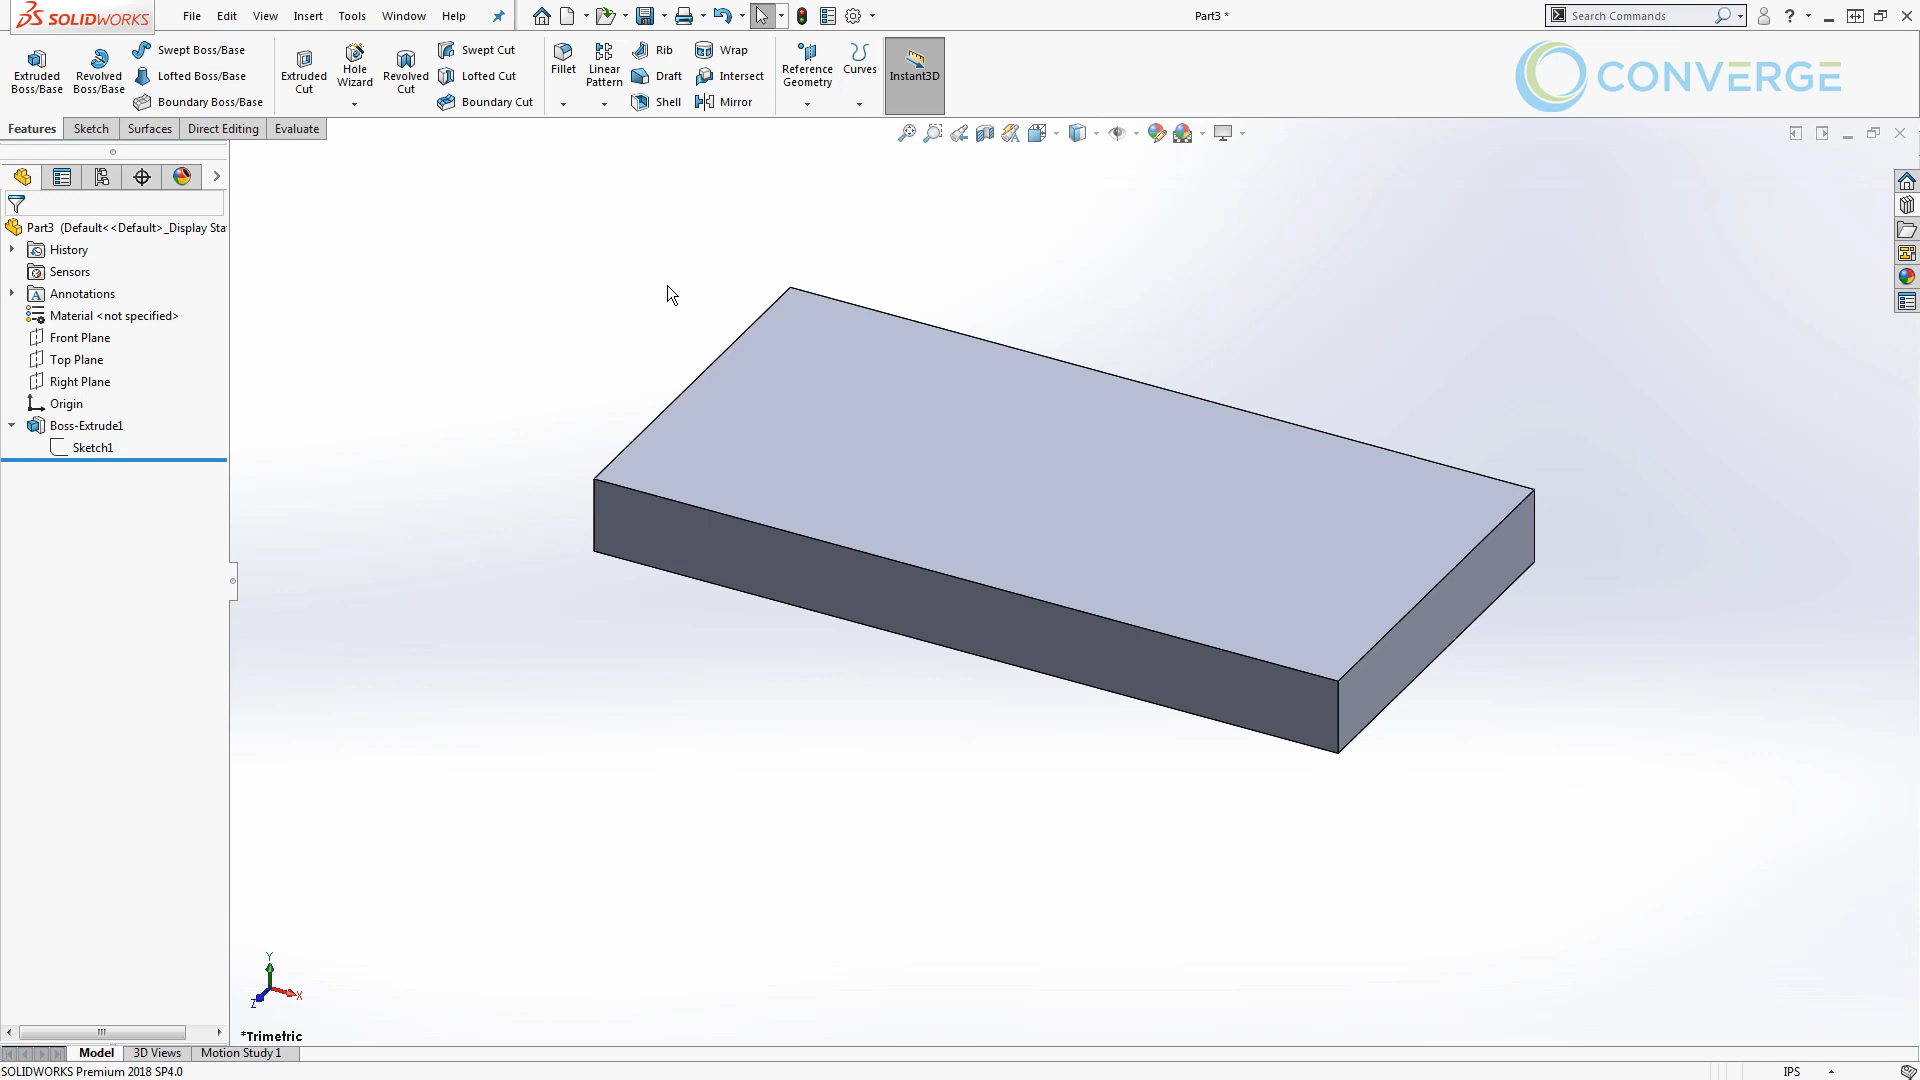 SOLIDWORKS File Edit View Insert Tools Window Help Part3 * Search Commands ?
Extruded Boss/Base
Revolved Boss/Base
Swept Boss/Base
Lofted Boss/Base
Boundary Boss/Base
Extruded Cut
Hole Wizard
Revolved Cut
Swept Cut
Lofted Cut
Boundary Cut
Fillet
Linear Pattern
Rib
Draft
Shell
Wrap
Intersect
Mirror
Reference Geometry
Curves
Instant3D
CONVERGE
Features Sketch Surfaces Direct Editing Evaluate
Part3 (Default<<Default>_Display Sta
History
Sensors
A Annotations
Material <not specified>
Front Plane
Top Plane
Right Plane
Origin
Boss-Extrude1
Sketch1
Y
X
Z
*Trimetric
Model 3D Views Motion Study 1
SOLIDWORKS Premium 2018 SP4.0 IPS